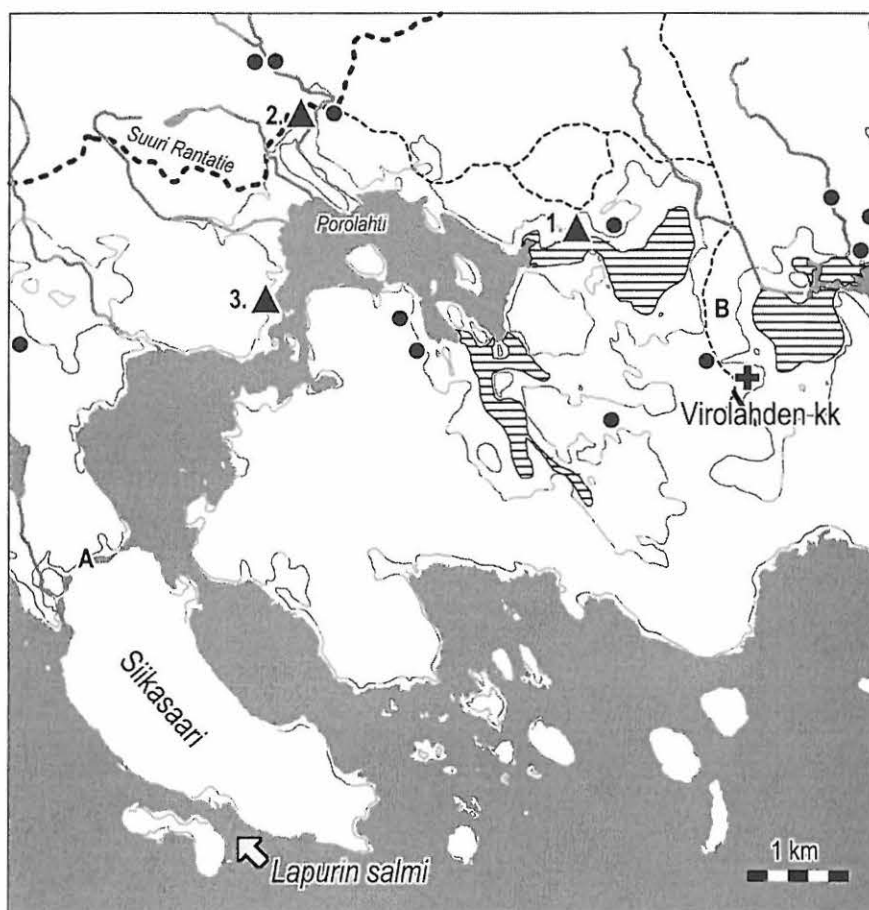 2.
Suuri Rantatie
Porolahti
1.
3.
B
Virolahden kk
A
Siikasaari
1 km
Lapurin salmi